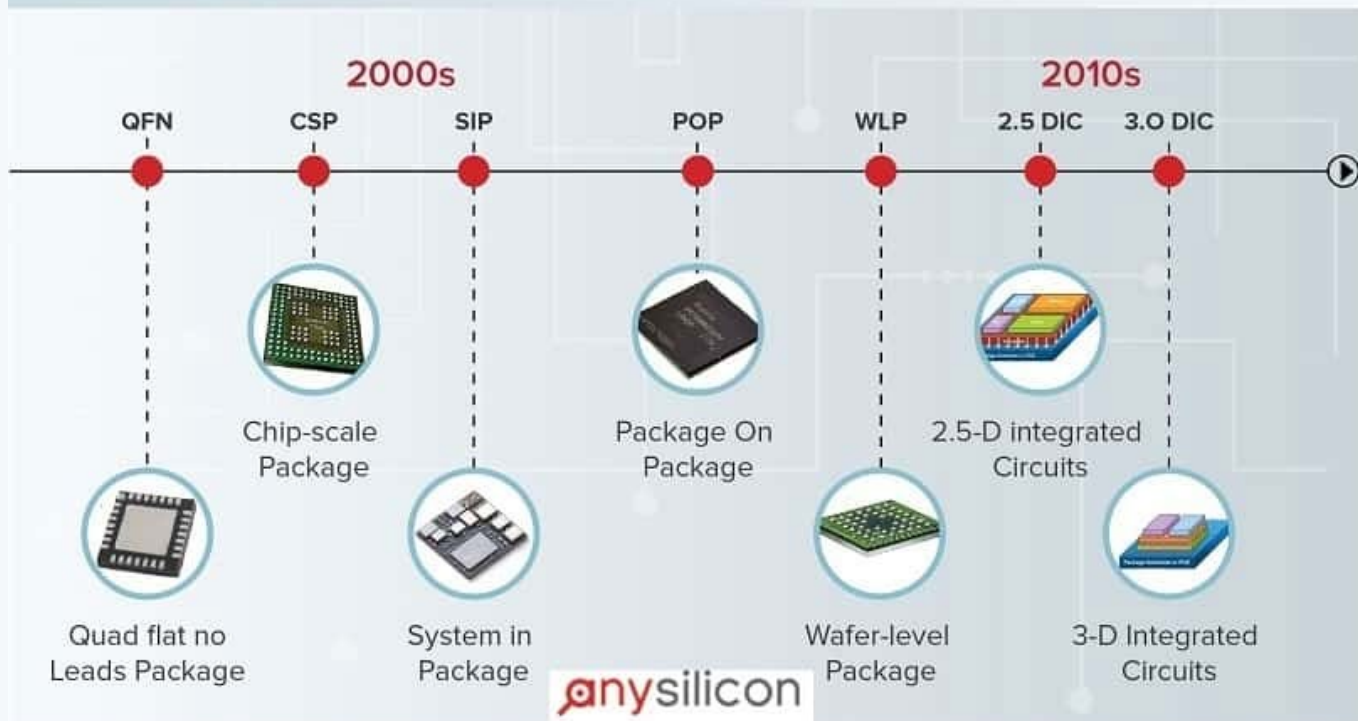 2000s
2010s
QFN
CSP
SIP
POP
WLP
2.5 DIC
3.O DIC
Chip-scale
Package
Package On
Package
2.5-D integrated
Circuits
Quad flat no
Leads Package
System in
Package
Wafer-level
Package
3-D Integrated
Circuits
anysilicon